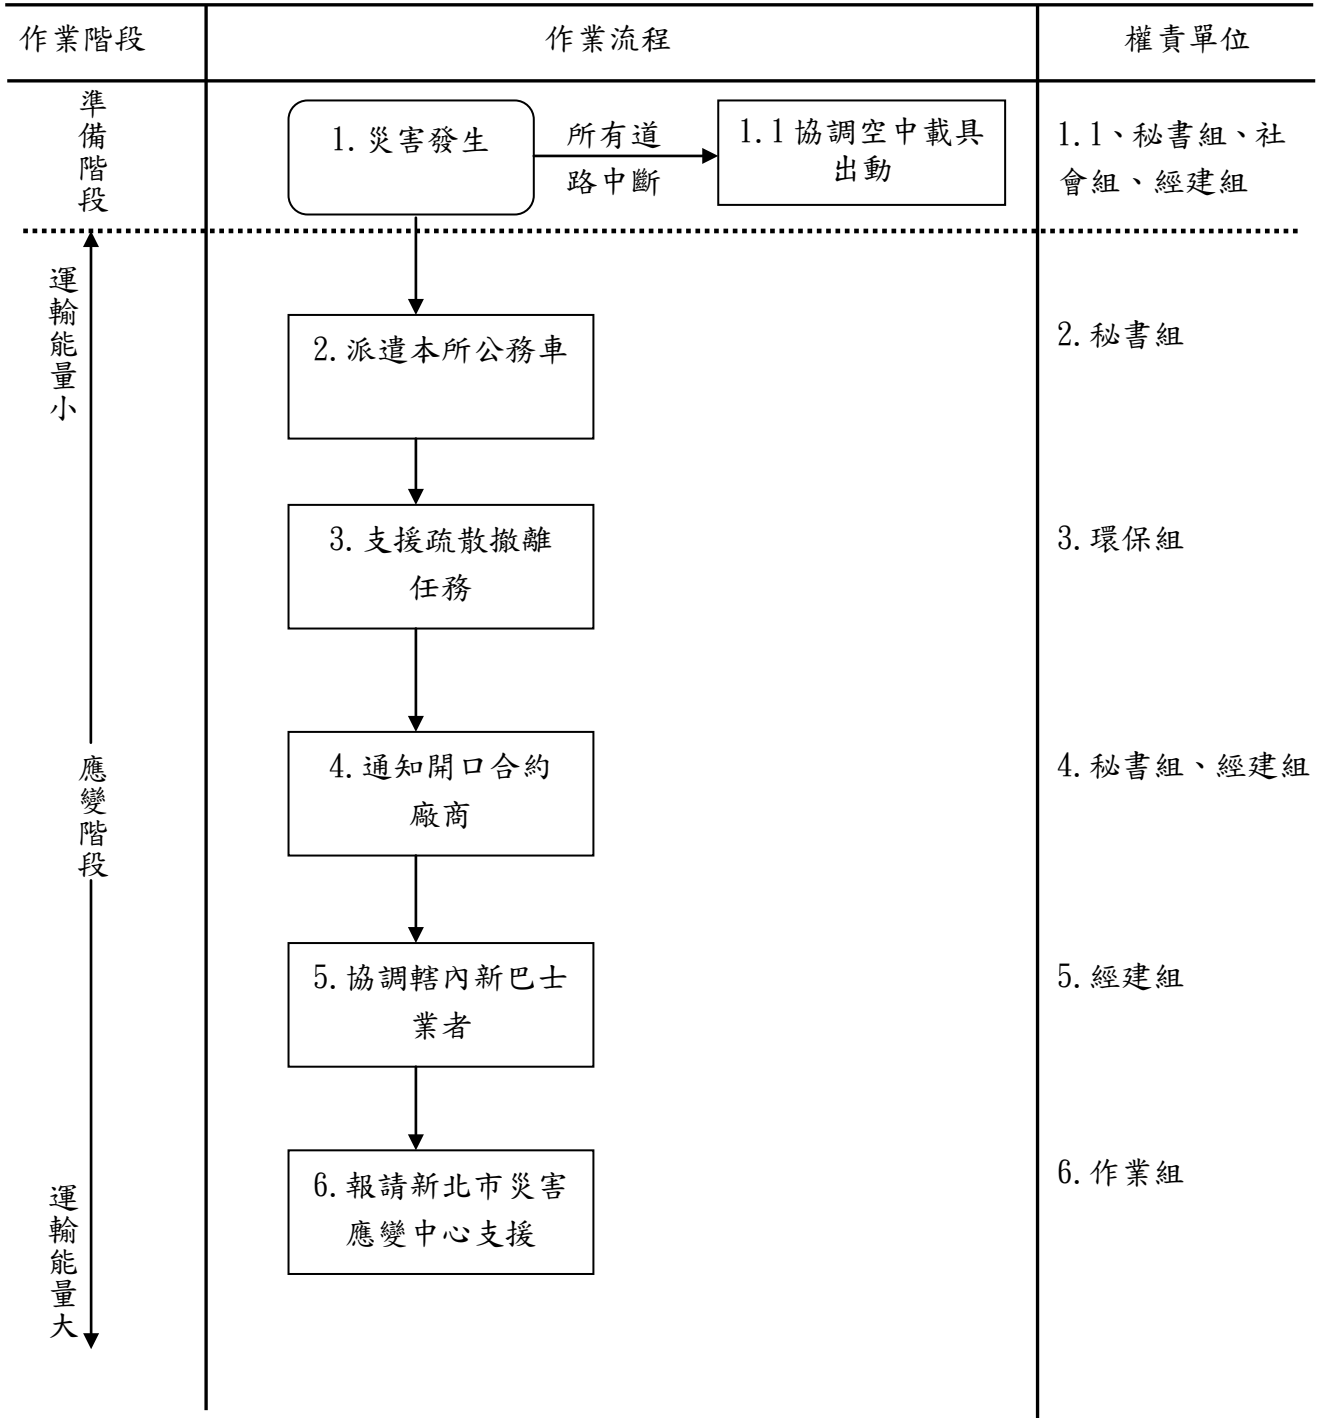 作業階段
作業流程
權責單位
準備階段
1.災害發生
所有道
路中斷
1.1協調空中載具
出動
1.1、秘書組、社
會組、經建組
運輸能量小
2.派遣本所公務車
2.秘書組
3.支援疏散撤離
任務
3.環保組
應變階段
4.通知開口合約
廠商
4.秘書組、經建組
5.協調轄內新巴士
業者
5.經建組
運輸能量大
6.報請新北市災害
應變中心支援
6.作業組